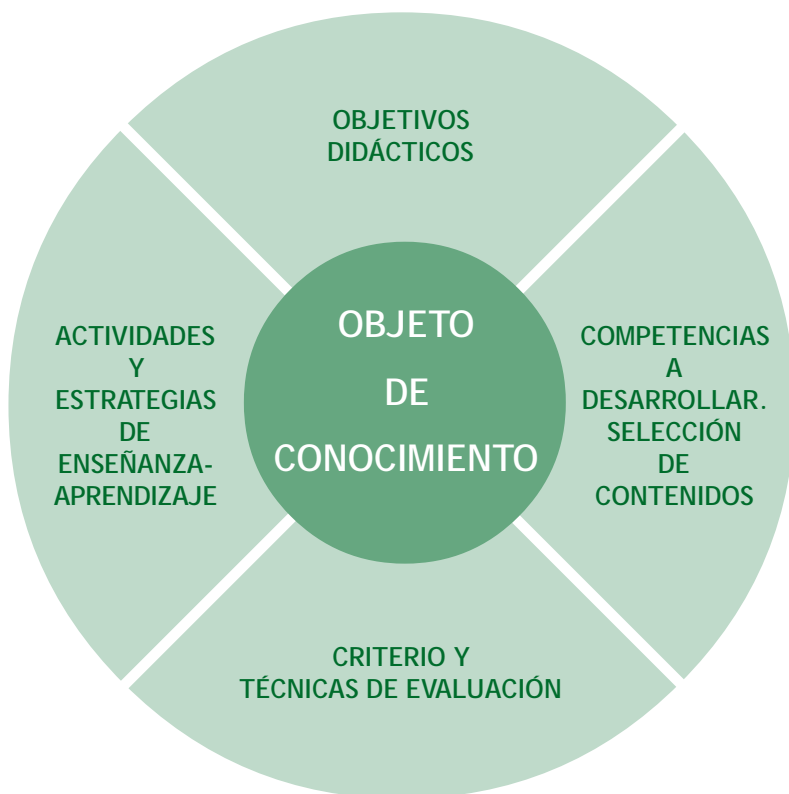 OBJETIVOS
DIDÁCTICOS
ACTIVIDADES
Y
ESTRATEGIAS
DE
ENSEÑANZA-
APRENDIZAJE
OBJETO
DE
CONOCIMIENTO
COMPETENCIAS
A
DESARROLLAR.
SELECCIÓN
DE
CONTENIDOS
CRITERIO Y
TÉCNICAS DE EVALUACIÓN